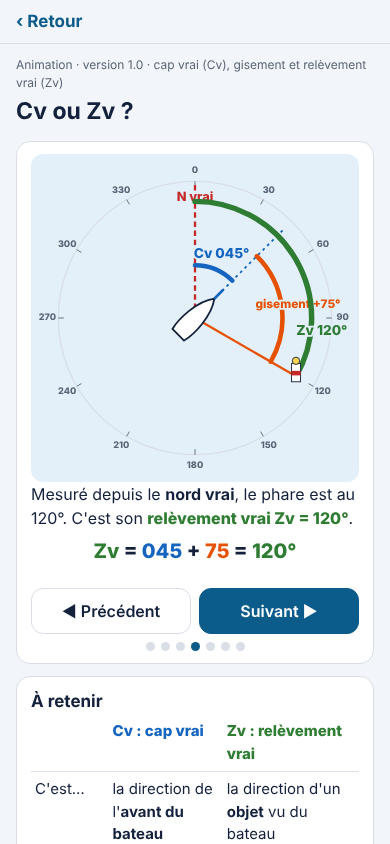 ‹ Retour
Animation · version 1.0 · cap vrai (Cv), gisement et relèvement
vrai (Zv)
Cv ou Zv ?
0
330
N vrai
30
300
60
Cv 045°
gisement +75°
270
90
Zv 120°
240
120
210
150
180
Mesuré depuis le nord vrai, le phare est au
120°. C'est son relèvement vrai Zv = 120°.
Zv = 045 + 75 = 120°
◀ Précédent
Suivant ▶
À retenir
Cv : cap vrai
Zv : relèvement
vrai
C'est...
la direction de
l'avant du
bateau
la direction d'un
objet vu du
bateau